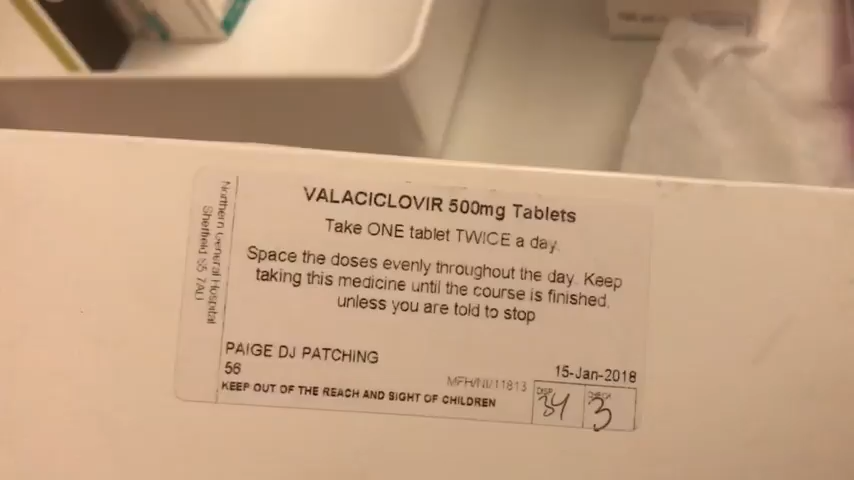 VALACICLOVIR 500mg Tablets
Take ONE tablet TWICE a day.
Space the doses evenly throughout the day. Keep
taking this medicine until the course is finished,
unless you are told to stop
PAIGE DJ PATCHING
56
15-Jan-2018
MFH/NI/11813
KEEP OUT OF THE REACH AND SIGHT OF CHILDREN
34
3
Northern General Hospital
Sheffield S5 7AU